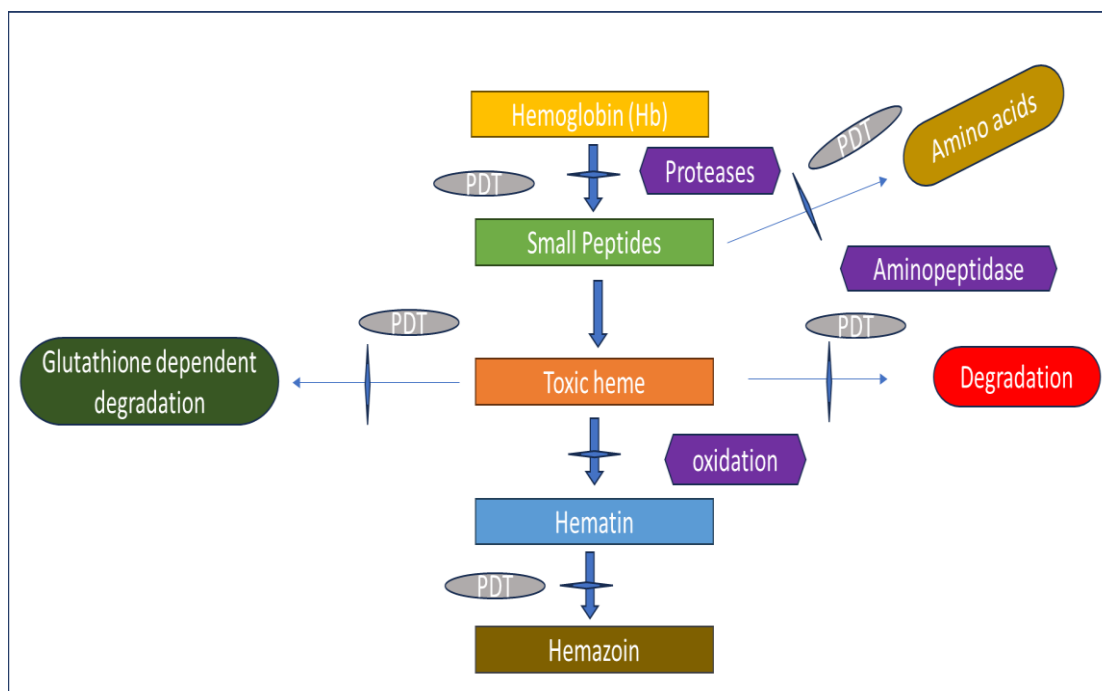 Hemoglobin (Hb)
PDT
Amino acids
PDT
Proteases
Small Peptides
Aminopeptidase
PDT
PDT
Glutathione dependent
degradation
Toxic heme
Degradation
oxidation
Hematin
PDT
Hemazoin